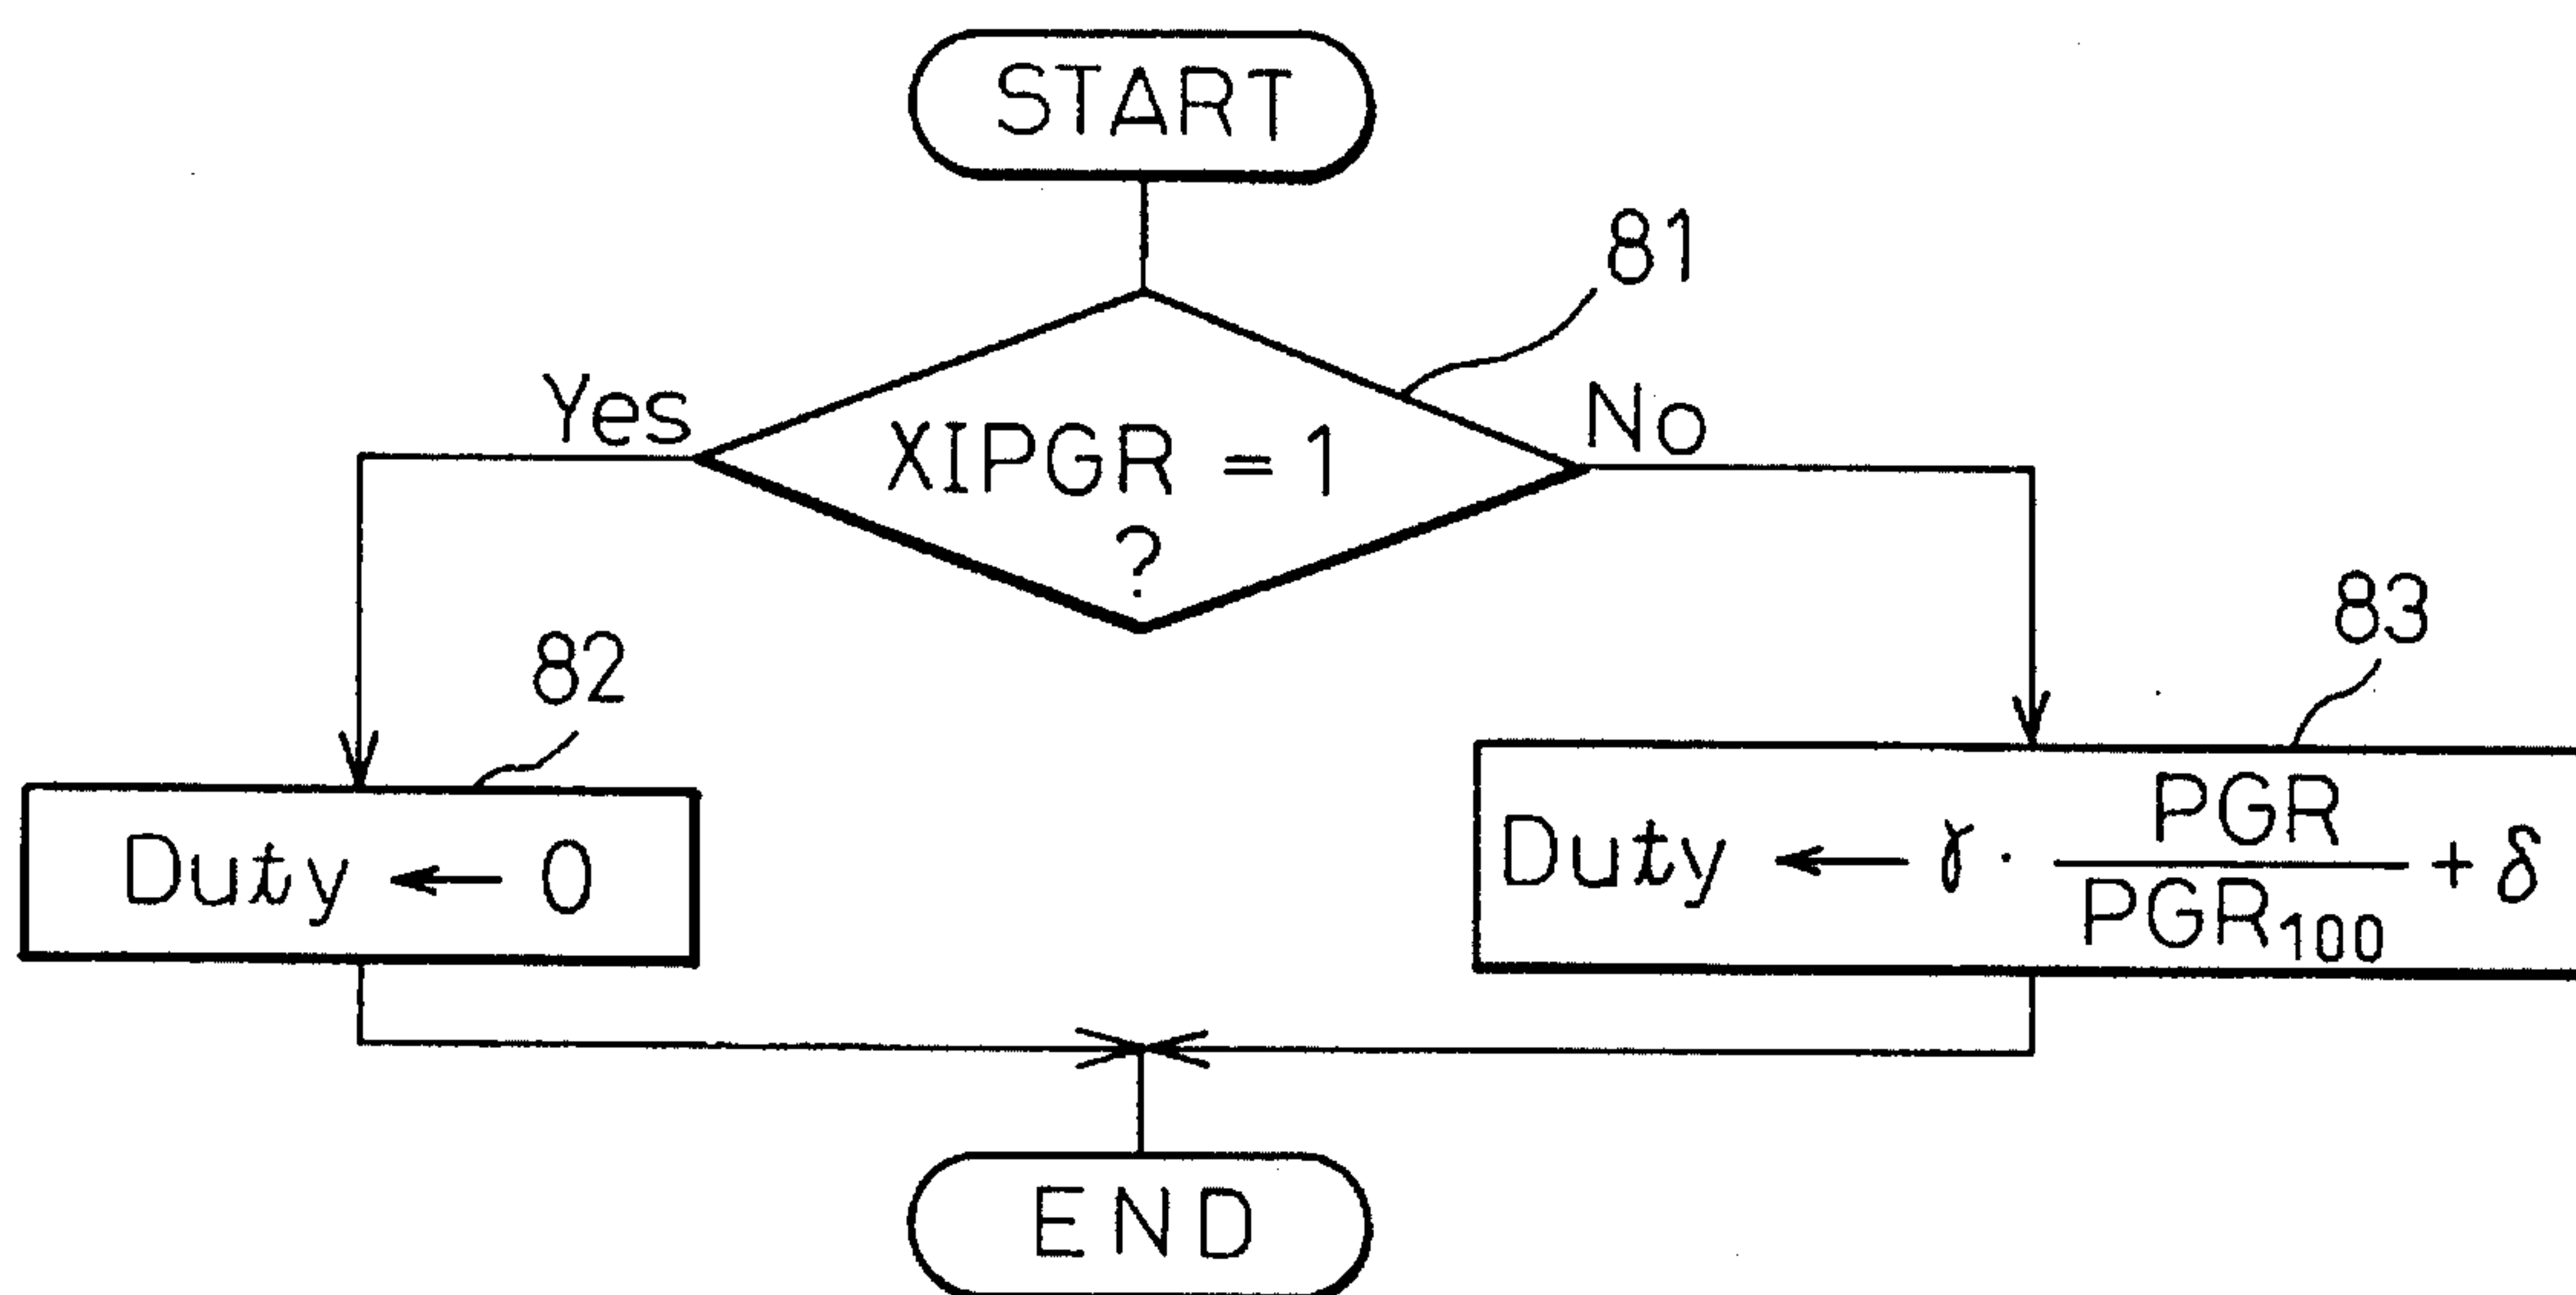 START
81
Yes
No
XIPGR = 1
?
82
83
Duty ← 0
Duty ← γ · PGR / PGR₁₀₀ + δ
END